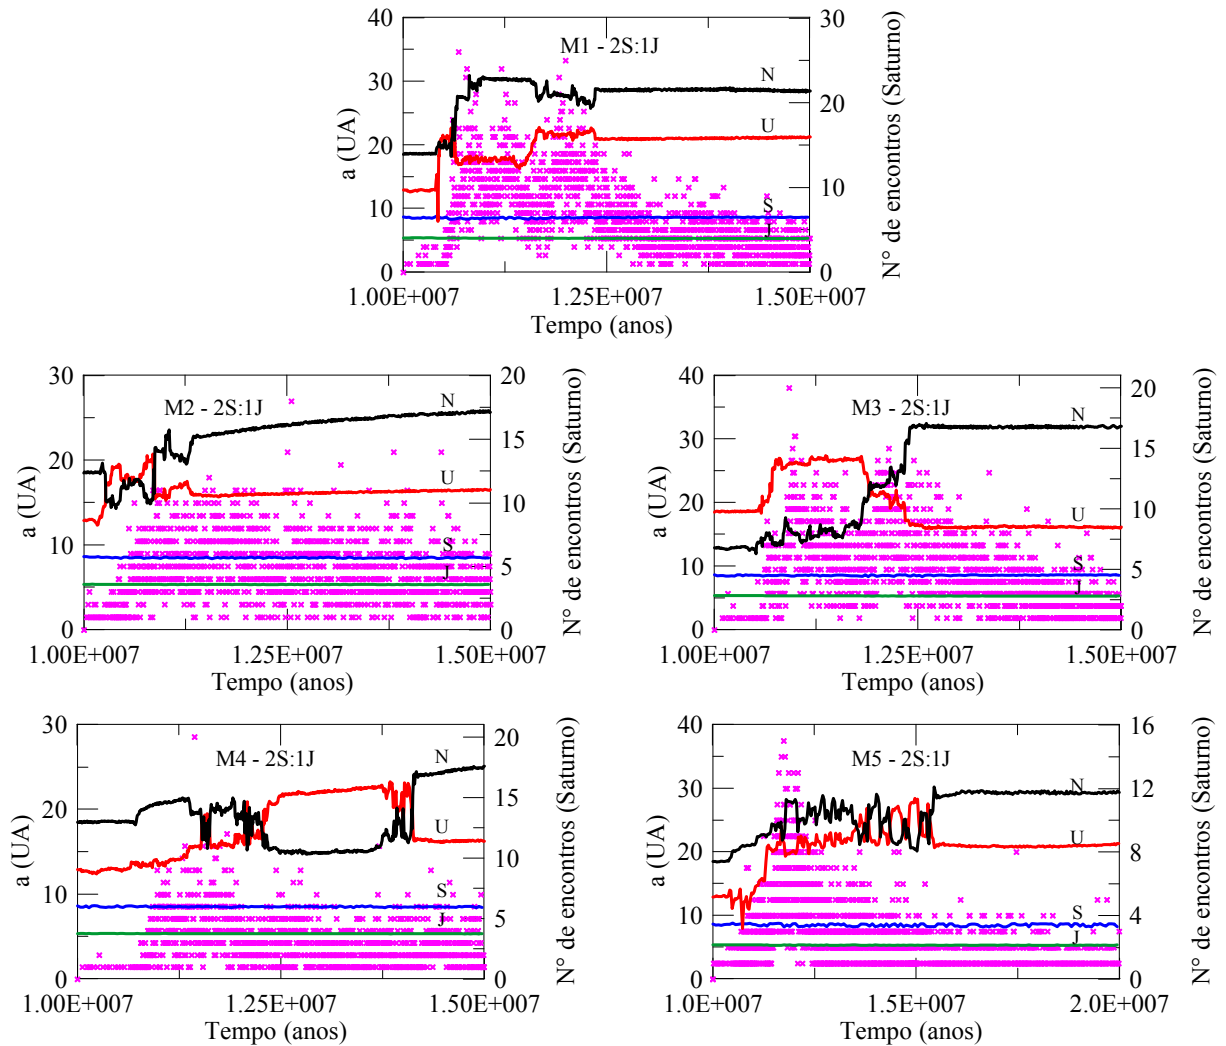 40
30
20
10
0
a (UA)
M1 - 2S:1J
N
U
S
J
30
20
10
0
N° de encontros (Saturno)
1.00E+007 1.25E+007 1.50E+007
Tempo (anos)
30
20
10
0
a (UA)
M2 - 2S:1J
N
U
S
J
20
15
10
5
0
N° de encontros (Saturno)
1.00E+007 1.25E+007 1.50E+007
Tempo (anos)
40
30
20
10
0
a (UA)
M3 - 2S:1J
N
U
S
J
20
15
10
5
0
N° de encontros (Saturno)
1.00E+007 1.25E+007 1.50E+007
Tempo (anos)
30
20
10
0
a (UA)
M4 - 2S:1J
N
U
S
J
20
15
10
5
0
N° de encontros (Saturno)
1.00E+007 1.25E+007 1.50E+007
Tempo (anos)
40
30
20
10
0
a (UA)
M5 - 2S:1J
N
U
S
J
16
12
8
4
0
N° de encontros (Saturno)
1.0E+007 1.5E+007 2.0E+007
Tempo (anos)